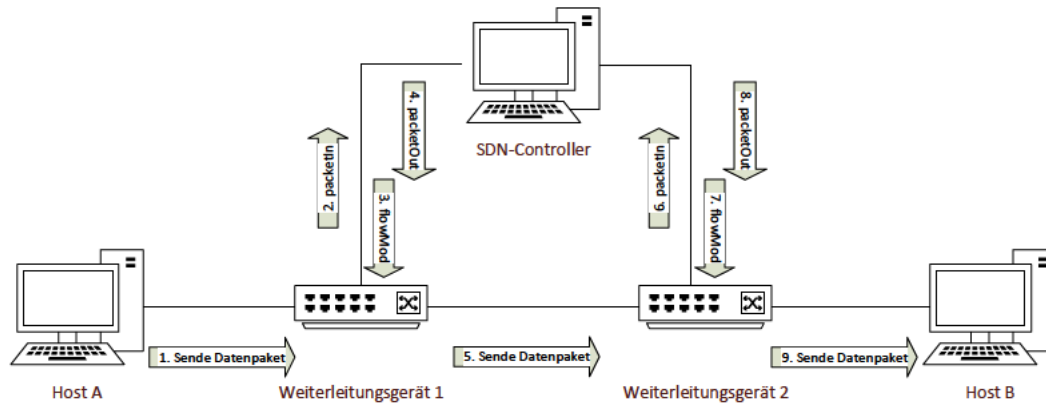 SDN-Controller
2. packetIn
4. packetOut
3. flowMod
6. packetIn
8. packetOut
7. flowMod
1. Sende Datenpaket
5. Sende Datenpaket
9. Sende Datenpaket
Host A
Weiterleitungsgerät 1
Weiterleitungsgerät 2
Host B